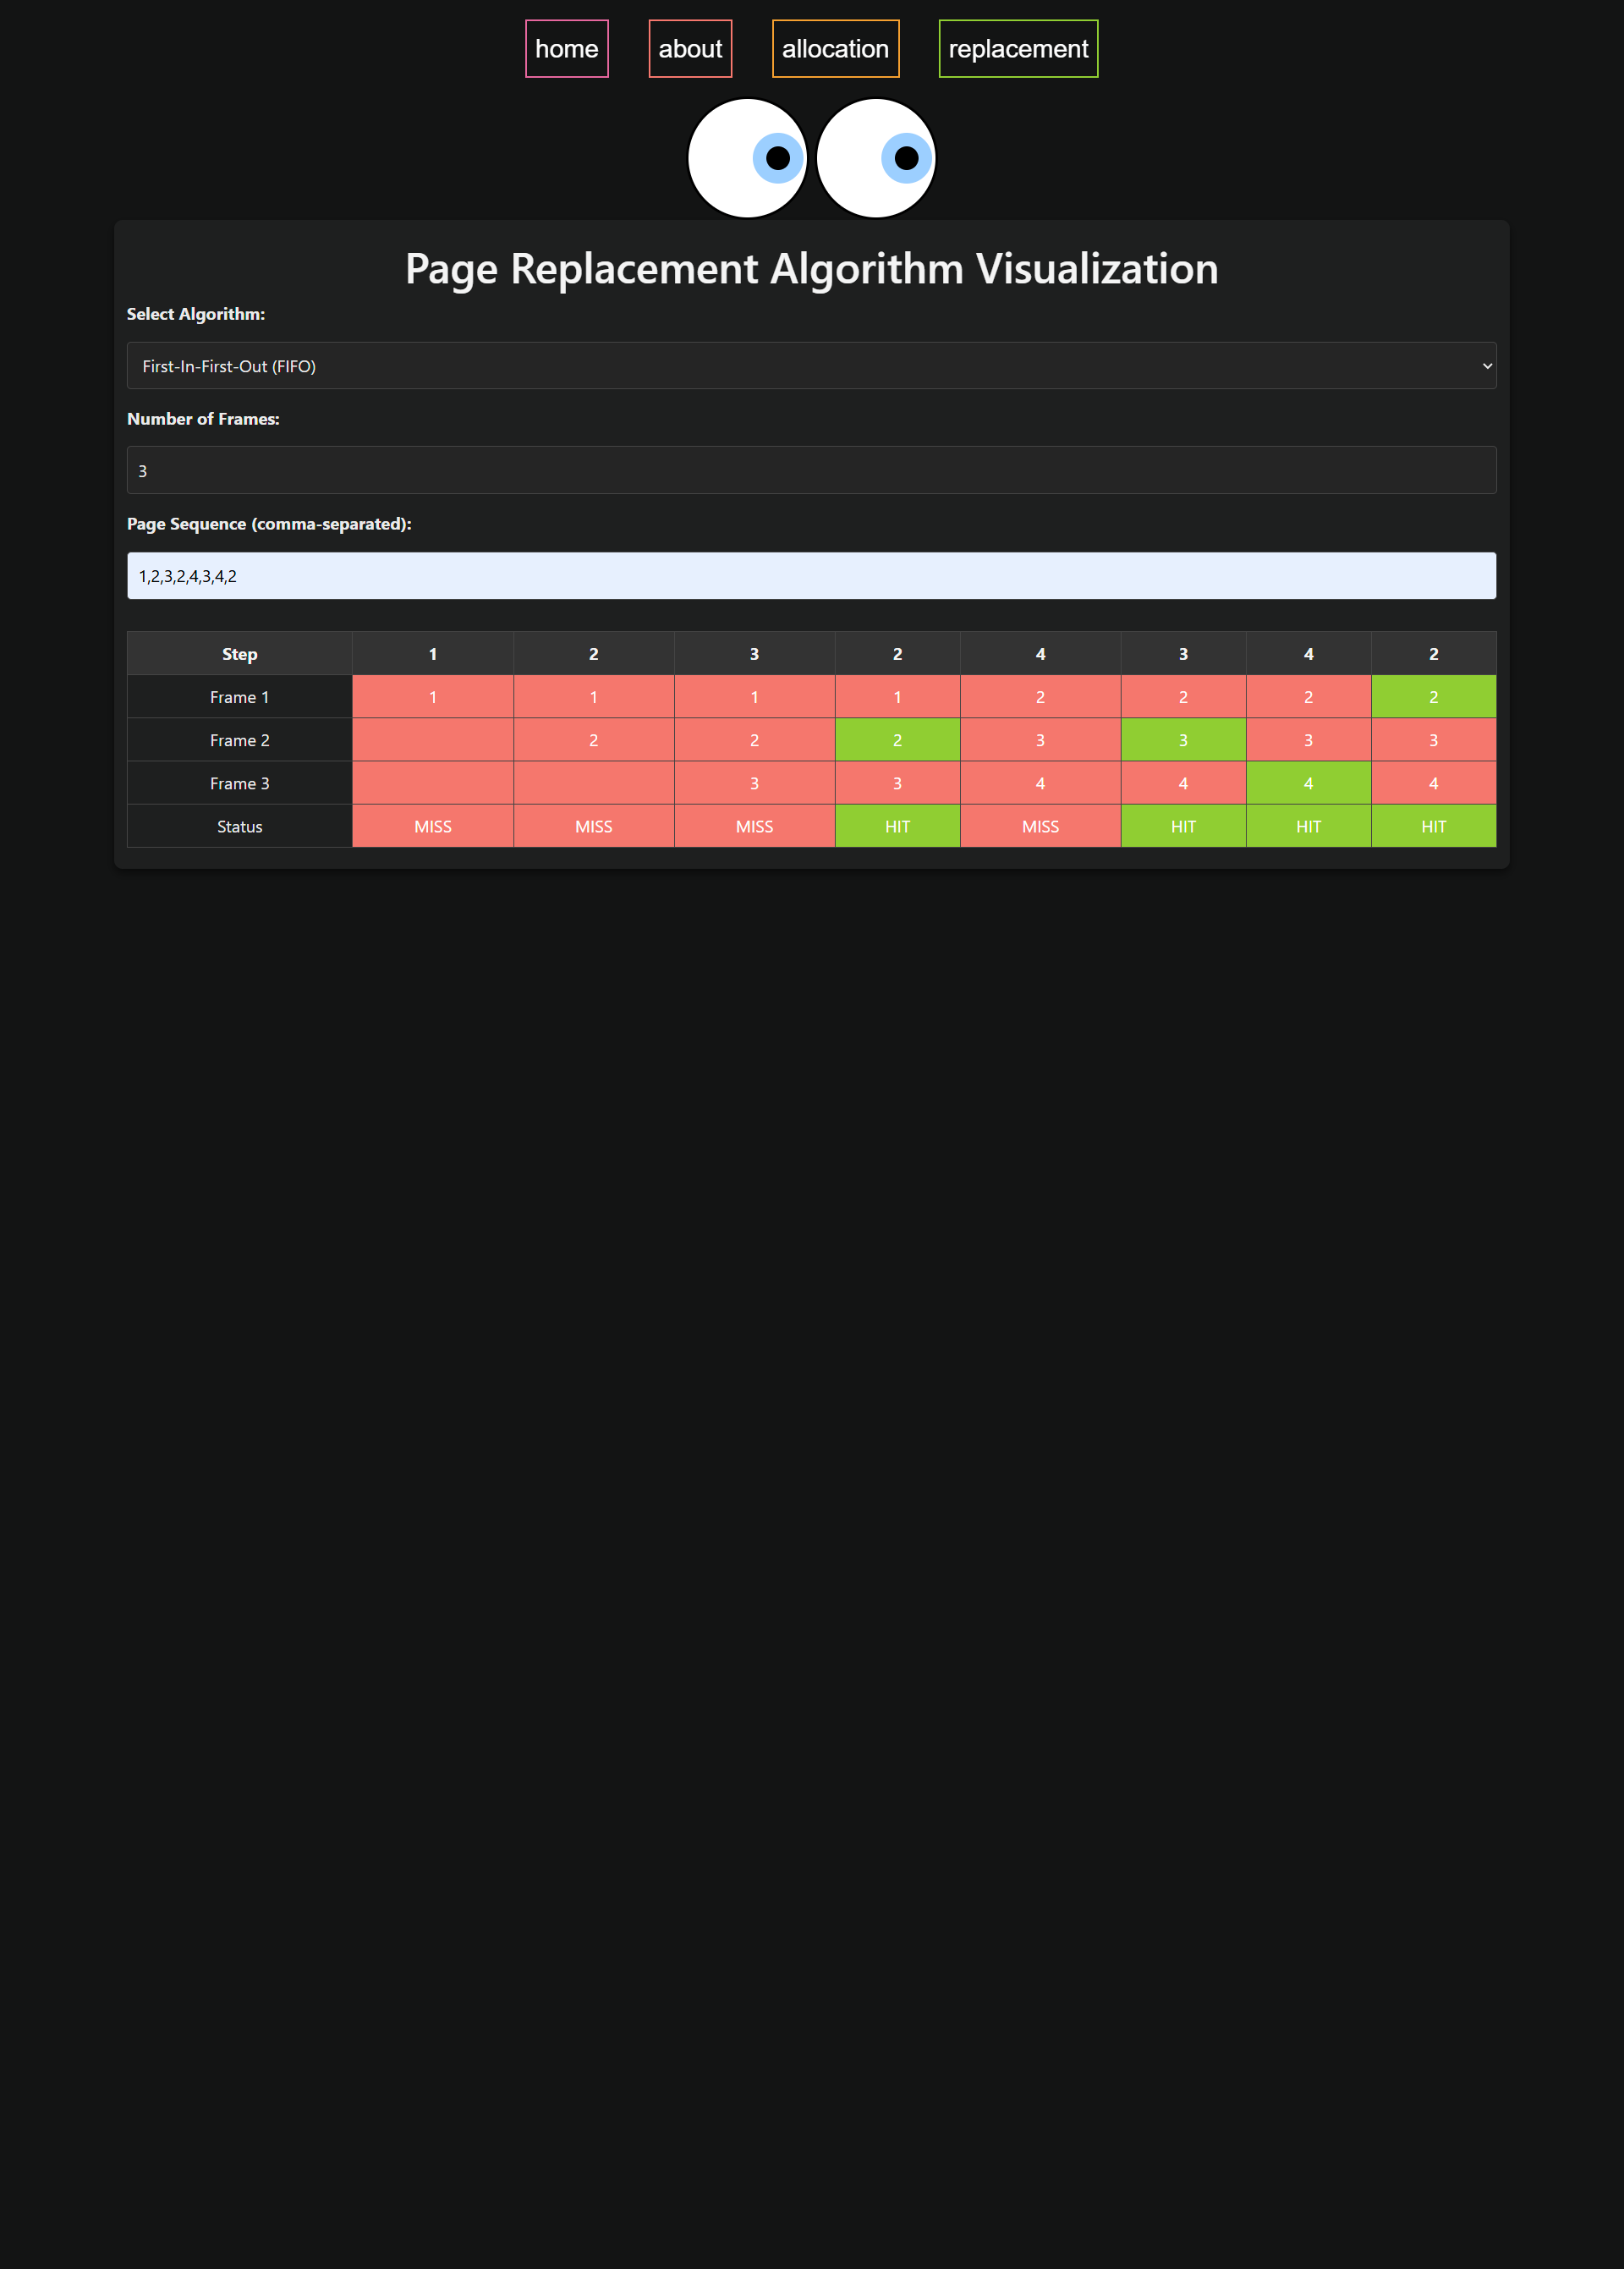 home about allocation replacement
Page Replacement Algorithm Visualization
Select Algorithm:
First-In-First-Out (FIFO)
Number of Frames:
3
Page Sequence (comma-separated):
1,2,3,2,4,3,4,2
Step 1 2 3 2 4 3 4 2
Frame 1 1 1 1 1 2 2 2 2
Frame 2 2 2 2 3 3 3 3
Frame 3 3 3 4 4 4 4
Status MISS MISS MISS HIT MISS HIT HIT HIT